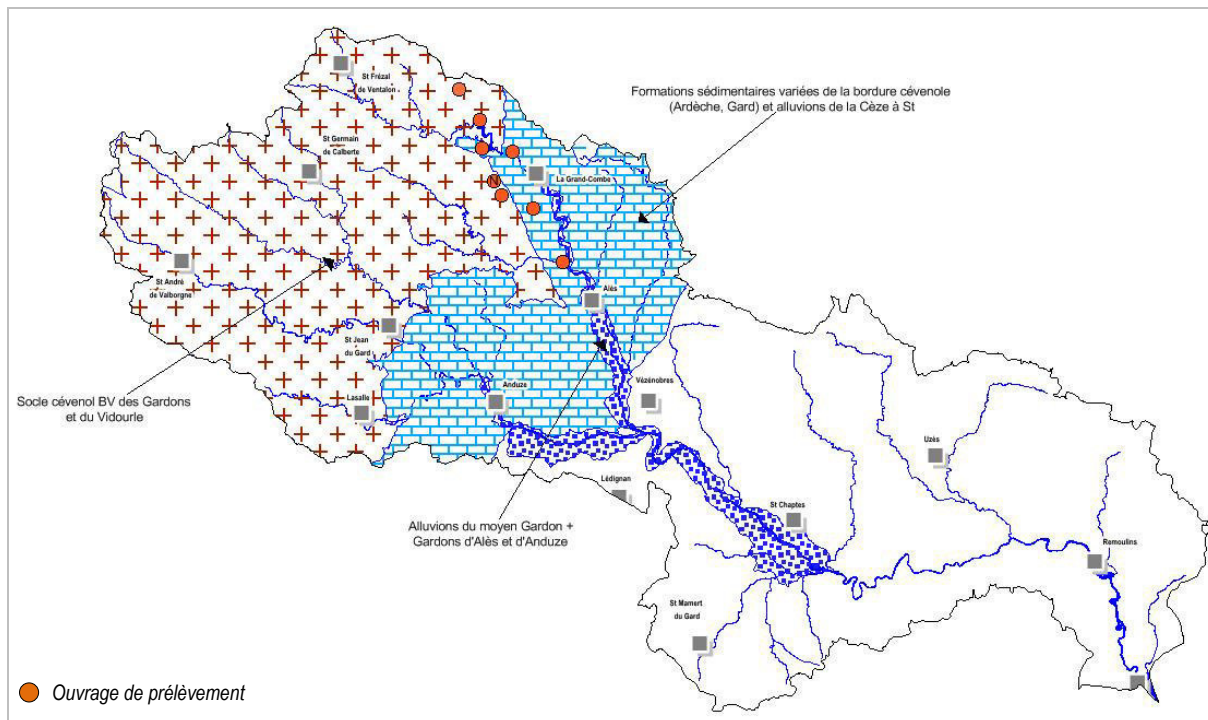 St Frézal
de Ventalon
Formations sédimentaires variées de la bordure cévenole
(Ardèche, Gard) et alluvions de la Cèze à St
St Germain
de Calberte
La Grand-Combe
N
St André
de Valborgne
Alès
St Jean
du Gard
Vézénobres
Anduze
Lasalle
Socle cévenol BV des Gardons
et du Vidourle
Uzès
Lédignan
St Chaptes
Alluvions du moyen Gardon +
Gardons d'Alès et d'Anduze
Remoulins
St Mamert
du Gard
Ouvrage de prélèvement